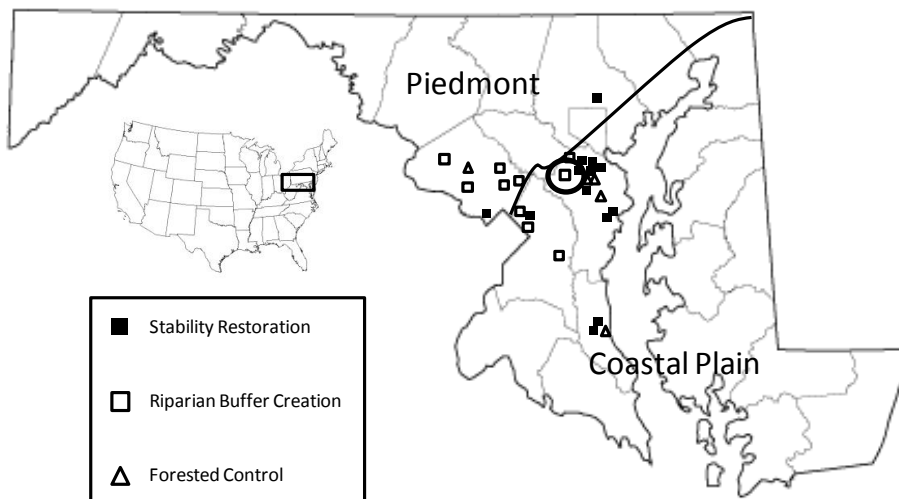 Piedmont
Coastal Plain
Stability Restoration
Riparian Buffer Creation
Forested Control